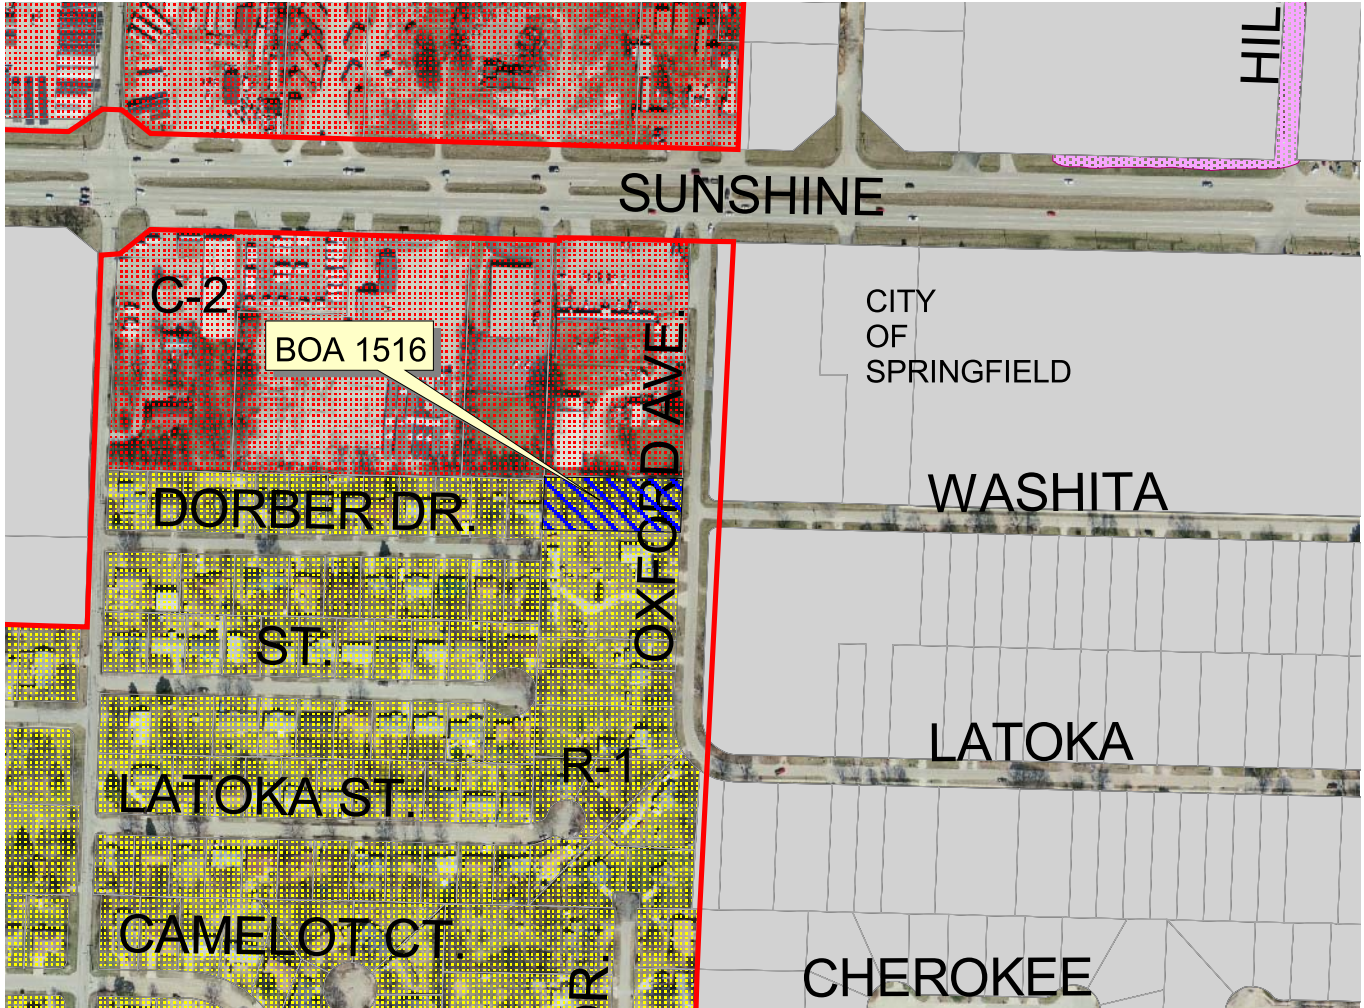 HIL
SUNSHINE
C-2
BOA 1516
OXFORD AVE.
CITY
OF
SPRINGFIELD
DORBER DR.
WASHITA
ST.
R-1
LATOKA
LATOKA ST.
CAMELOT CT.
R.
CHEROKEE